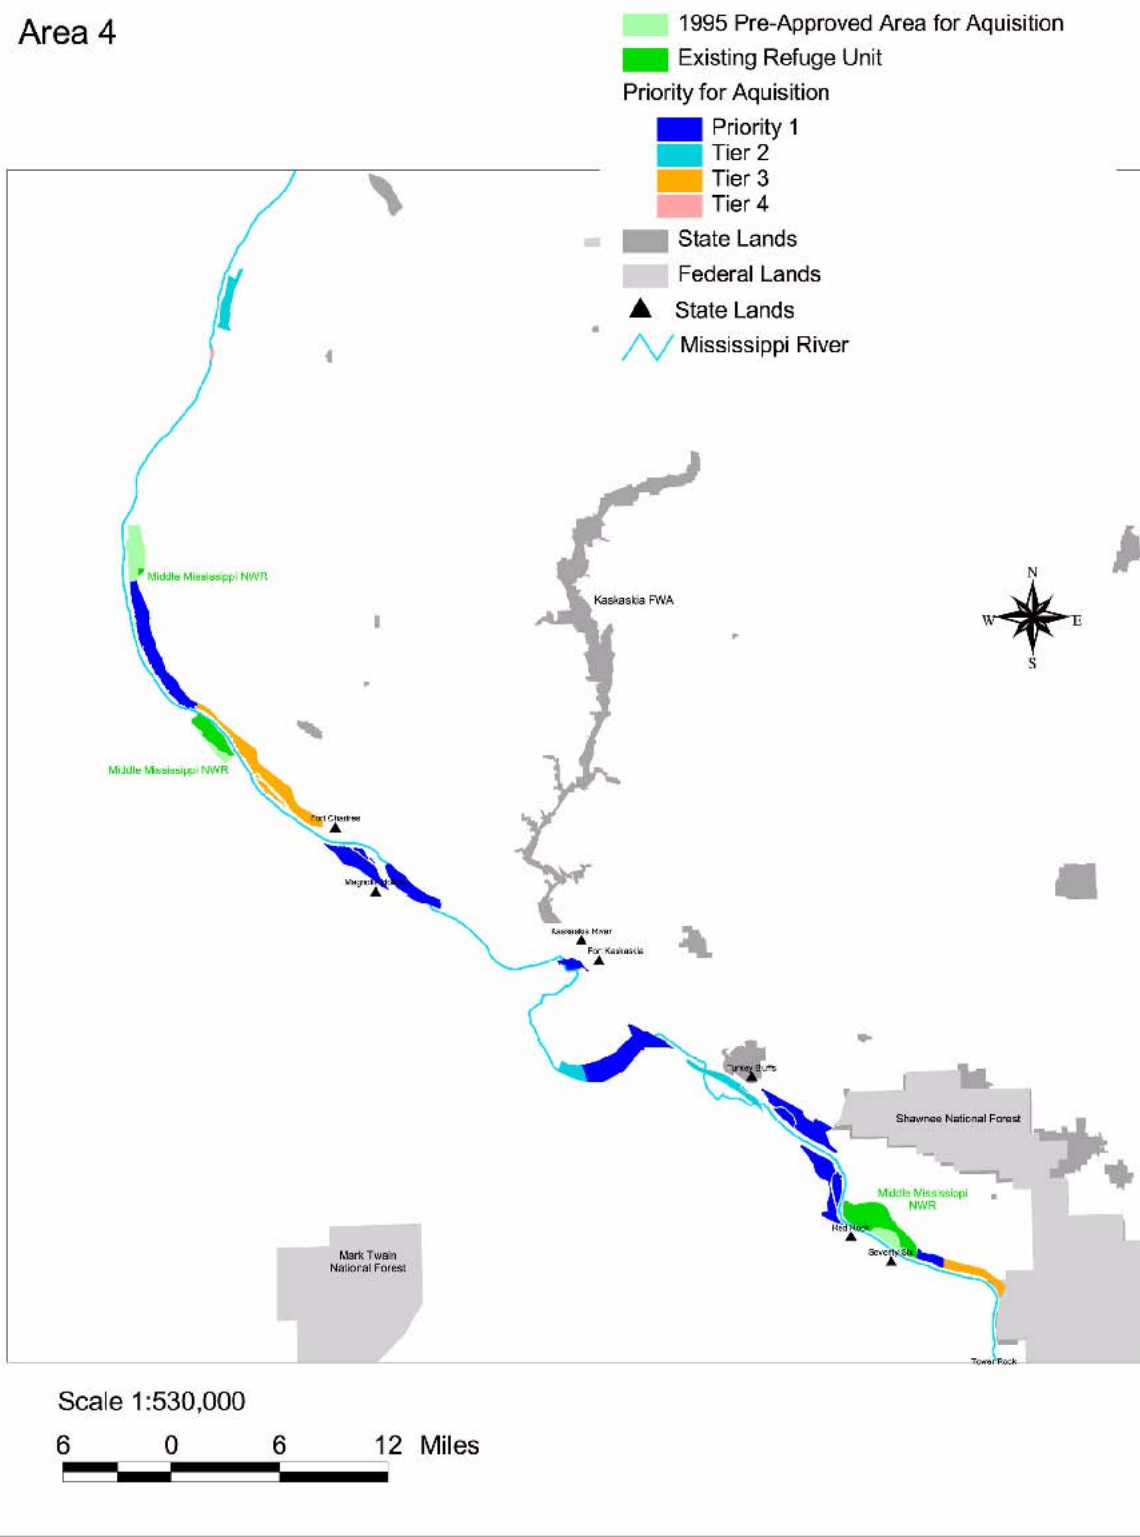 Area 4
1995 Pre-Approved Area for Aquisition
Existing Refuge Unit
Priority for Aquisition
Priority 1
Tier 2
Tier 3
Tier 4
State Lands
Federal Lands
State Lands
Mississippi River
Middle Mississippi NWR
Kaskaskia FWA
N
W
E
S
Middle Mississippi NWR
Fort Chartres
Kaskaskia River
Fort Kaskaskia
Turkey Bluffs
Shawnee National Forest
Middle Mississippi
NWR
Red Rock
Seventy Six
Mark Twain
National Forest
Tower Rock
Scale 1:530,000
6 0 6 12 Miles